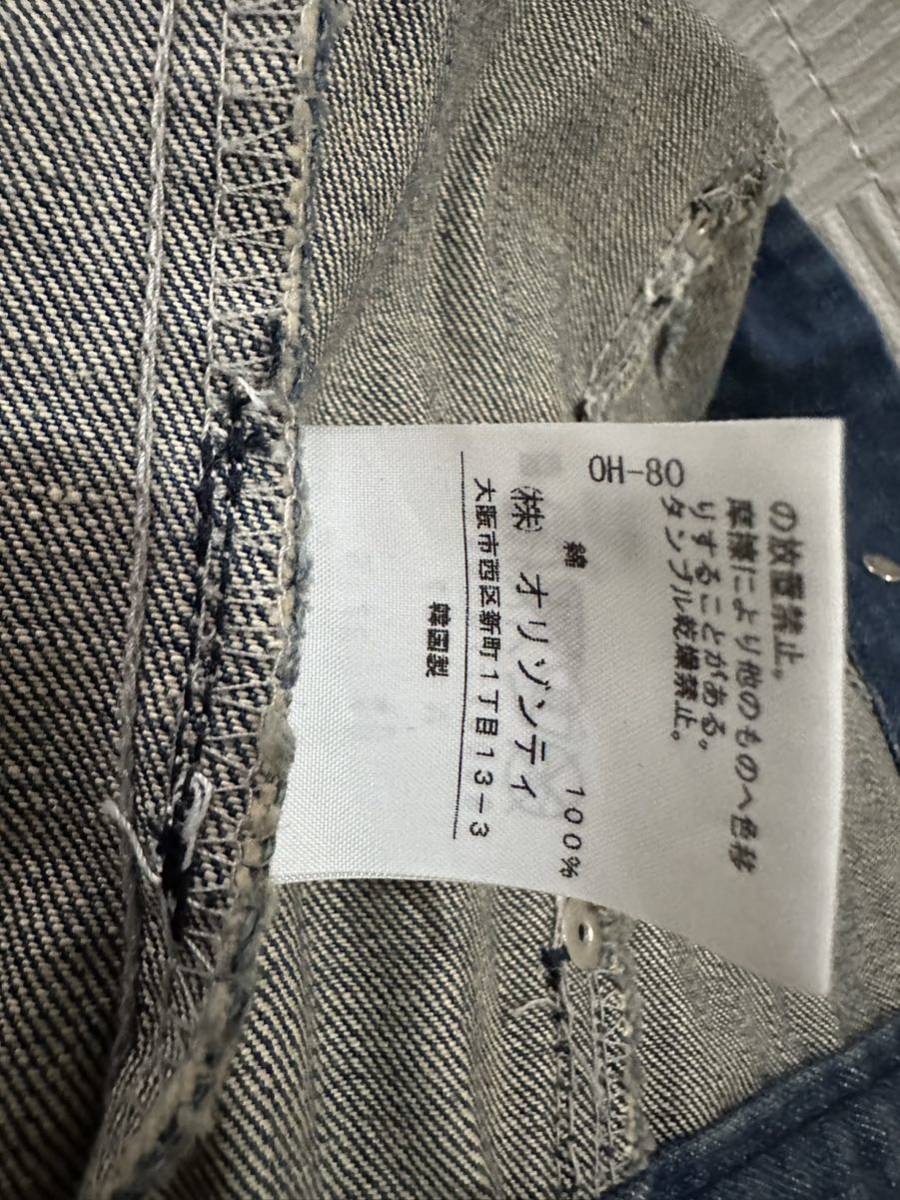 の放置禁止。
摩擦により他のものへ色移
りすることがある。
タンブル乾燥禁止。
OH-80
綿 100%
㈱ オリゾンティ
大阪市西区新町1丁目13-3
韓国製